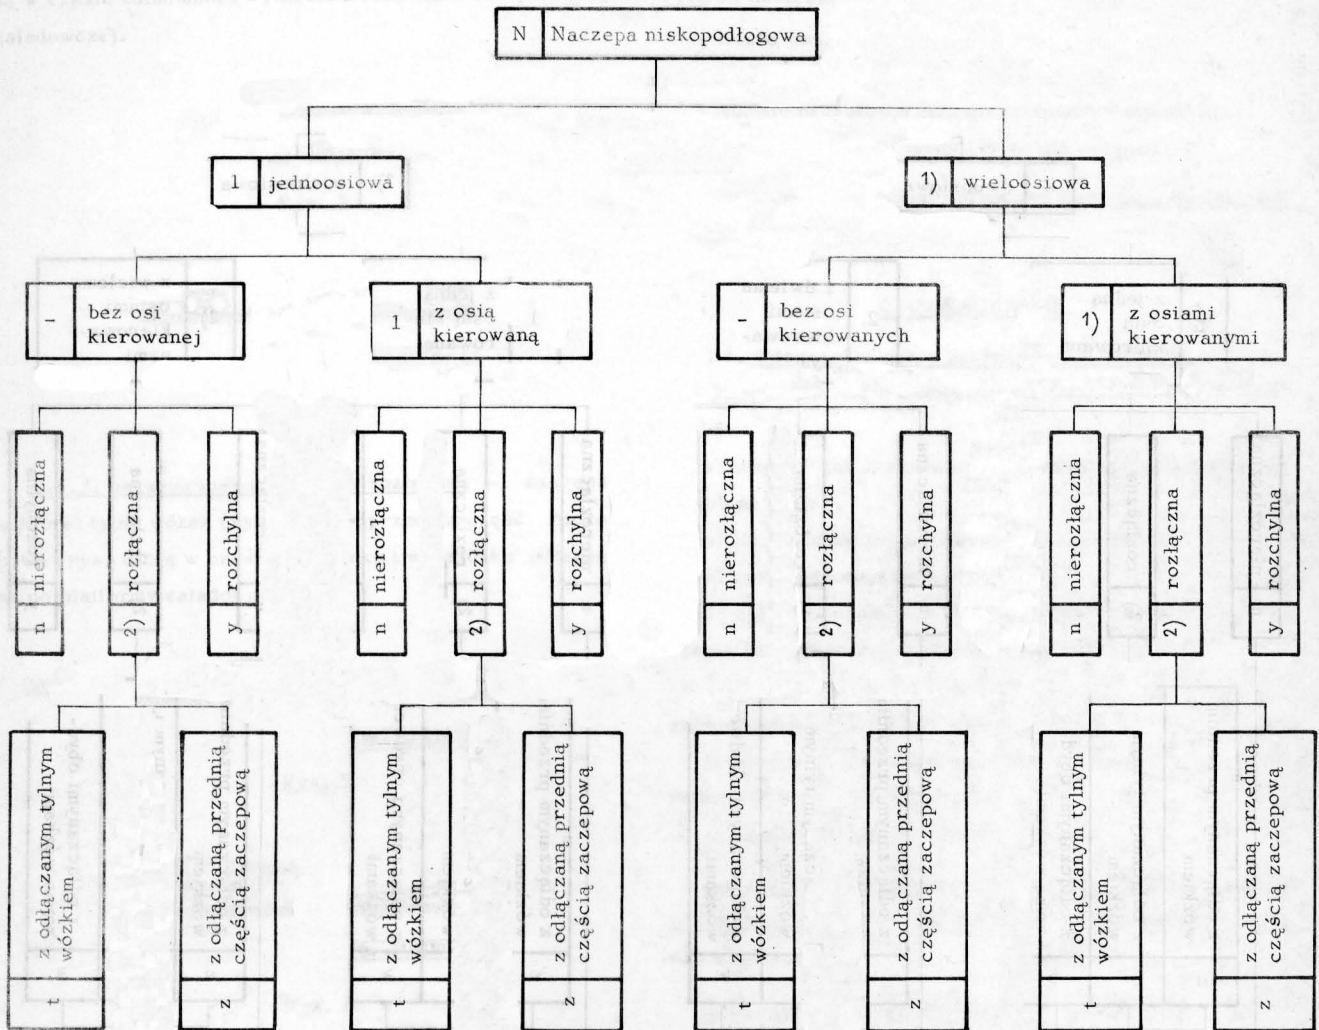 N Naczepa niskopodłogowa
1 jednoosiowa
1) wieloosiowa
- bez osi
kierowanej
1 z osią
kierowaną
- bez osi
kierowanych
1) z osiami
kierowanymi
n nierozłączna
2) rozłączna
y rozchylna
n nierozłączna
2) rozłączna
y rozchylna
n nierozłączna
2) rozłączna
y rozchylna
n nierozłączna
2) rozłączna
y rozchylna
t z odłączanym tylnym
wózkiem
z z odłączaną przednią
częścią zaczepową
t z odłączanym tylnym
wózkiem
z z odłączaną przednią
częścią zaczepową
t z odłączanym tylnym
wózkiem
z z odłączaną przednią
częścią zaczepową
t z odłączanym tylnym
wózkiem
z z odłączaną przednią
częścią zaczepową